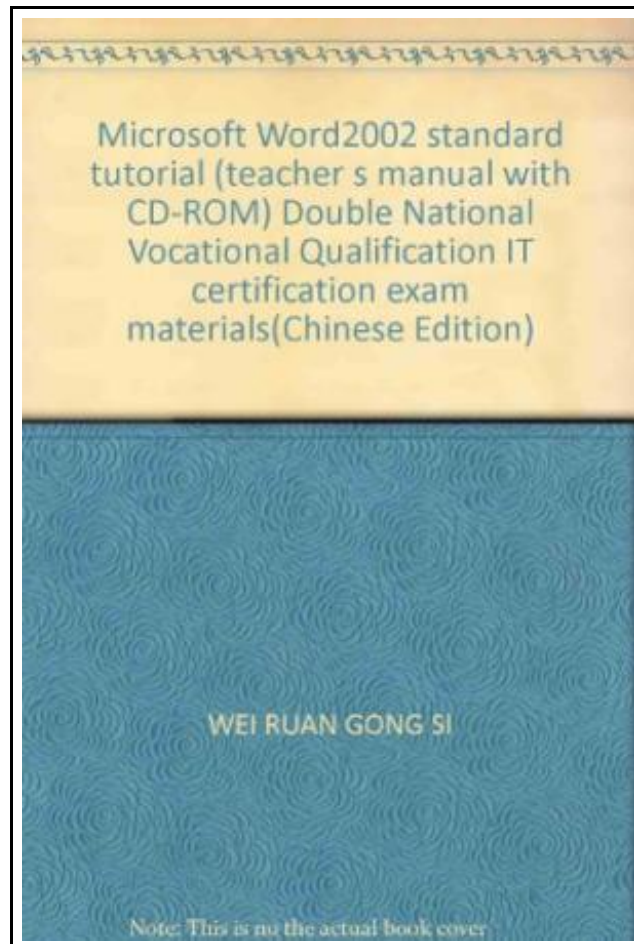 Microsoft Word2002 standard
tutorial (teacher s manual with
CD-ROM) Double National
Vocational Qualification IT
certification exam
materials(Chinese Edition)
WEI RUAN GONG SI
Note: This is no the actual book cover